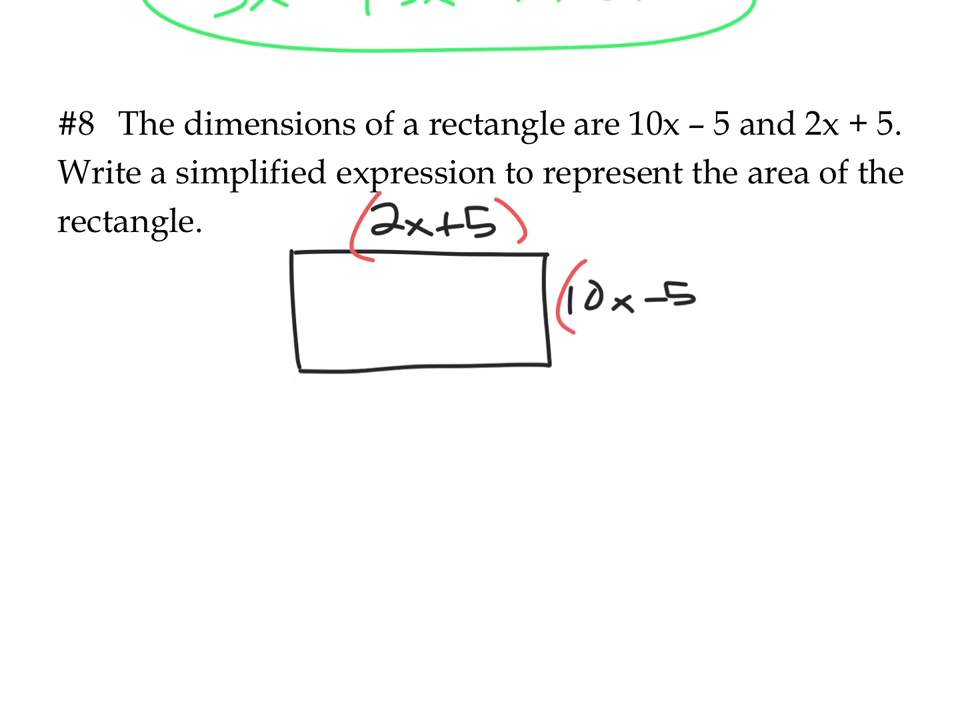 #8 The dimensions of a rectangle are 10x – 5 and 2x + 5.
Write a simplified expression to represent the area of the
rectangle.
(2x+5)
(10x-5